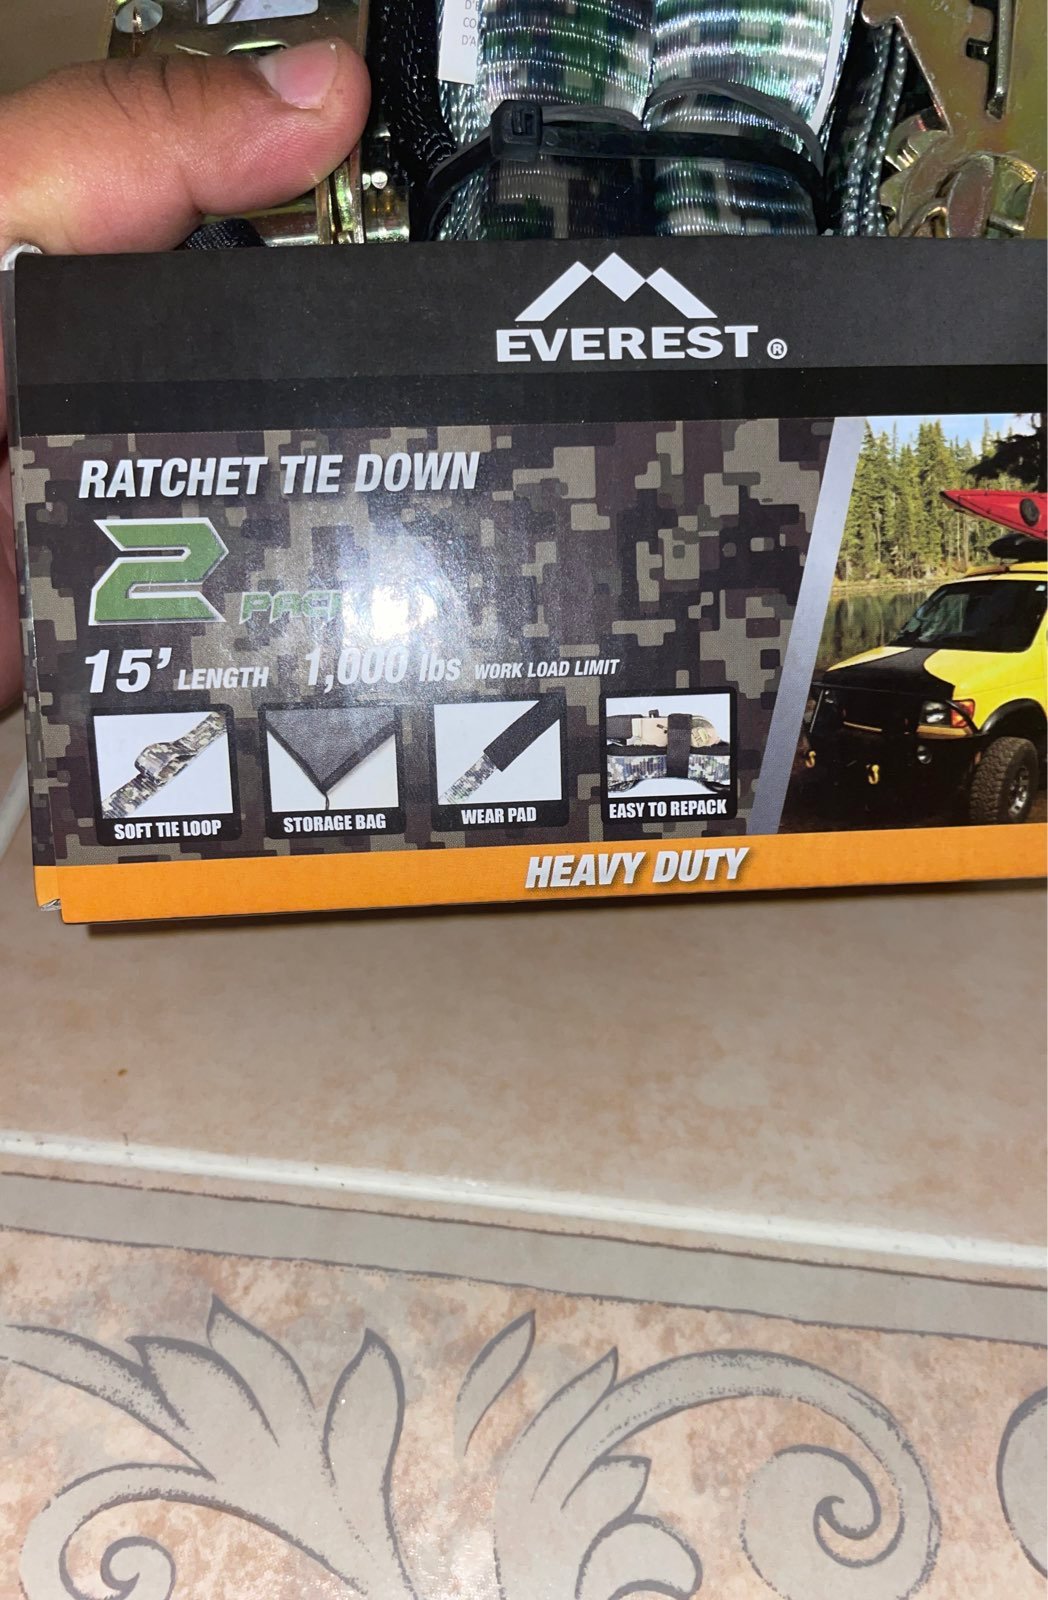 EVEREST®
RATCHET TIE DOWN
2 PACK
15' LENGTH 1,000 lbs WORK LOAD LIMIT
SOFT TIE LOOP
STORAGE BAG
WEAR PAD
EASY TO REPACK
HEAVY DUTY